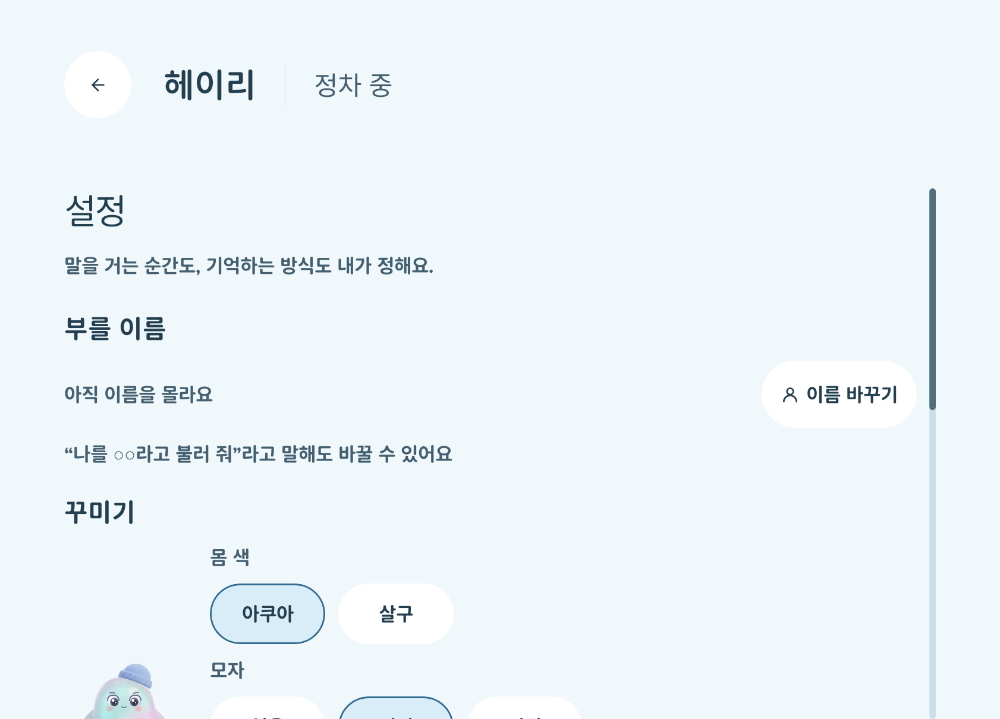 헤이리
정차 중
설정
말을 거는 순간도, 기억하는 방식도 내가 정해요.
부를 이름
아직 이름을 몰라요
이름 바꾸기
“나를 ○○라고 불러 줘”라고 말해도 바꿀 수 있어요
꾸미기
몸 색
아쿠아
살구
모자